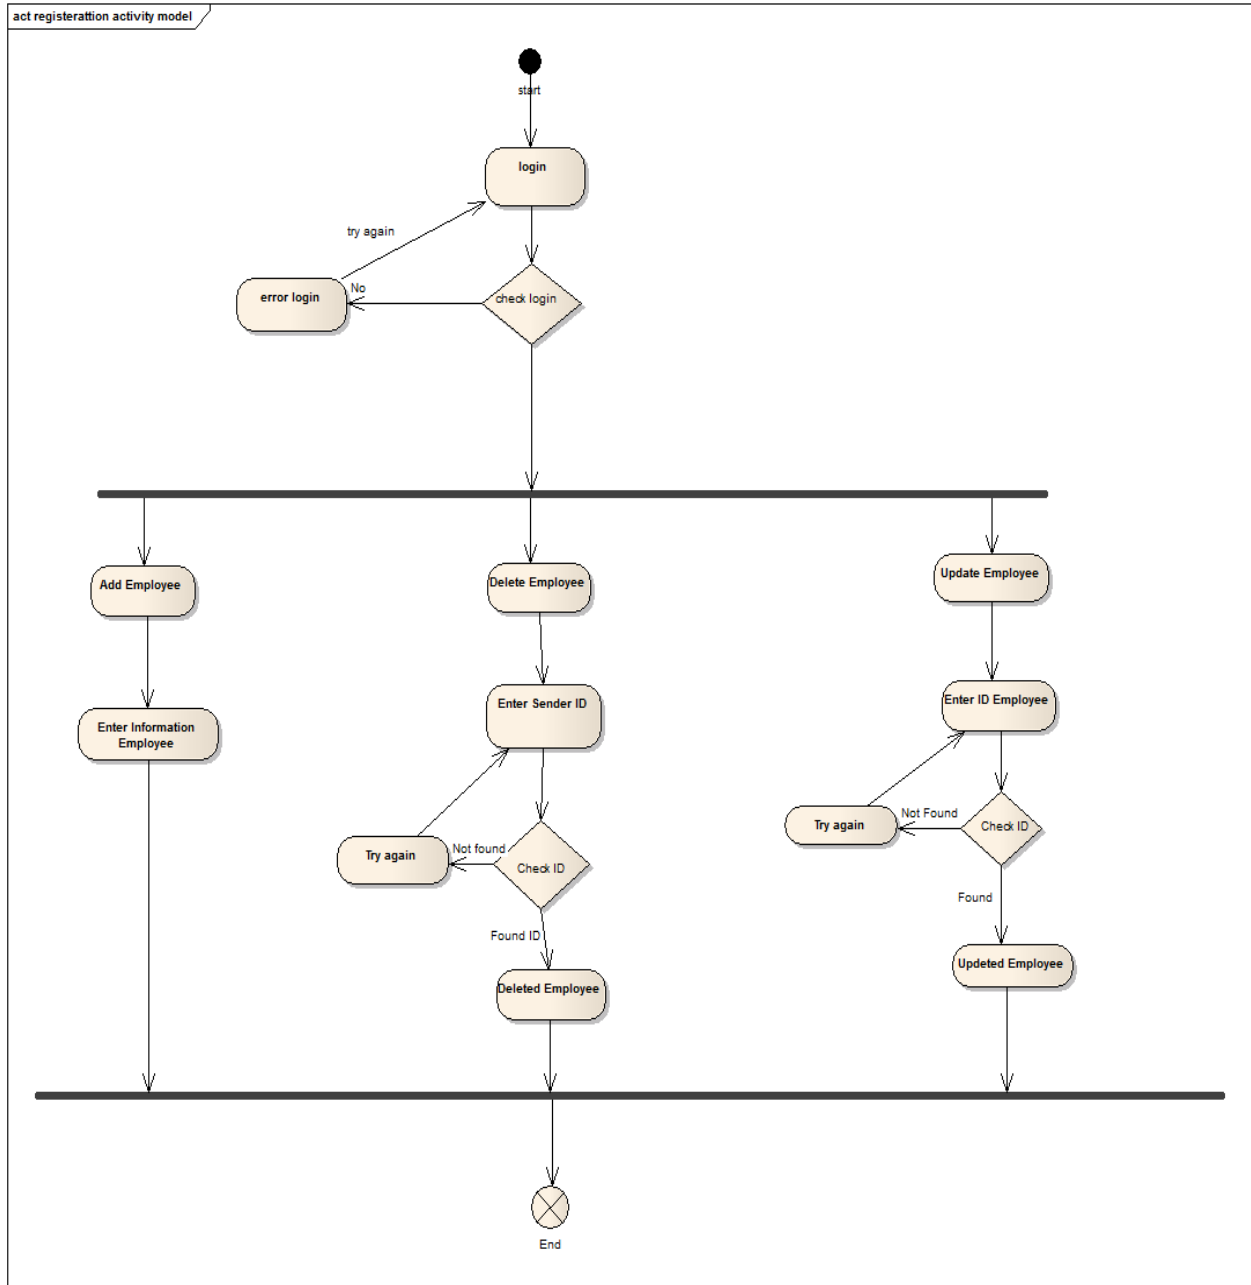 act registerattion activity model
start
login
try again
error login
No
check login
Add Employee
Delete Employee
Update Employee
Enter Information
Employee
Enter Sender ID
Enter ID Employee
Try again
Not found
Check ID
Try again
Not Found
Check ID
Found ID
Found
Deleted Employee
Updeted Employee
End